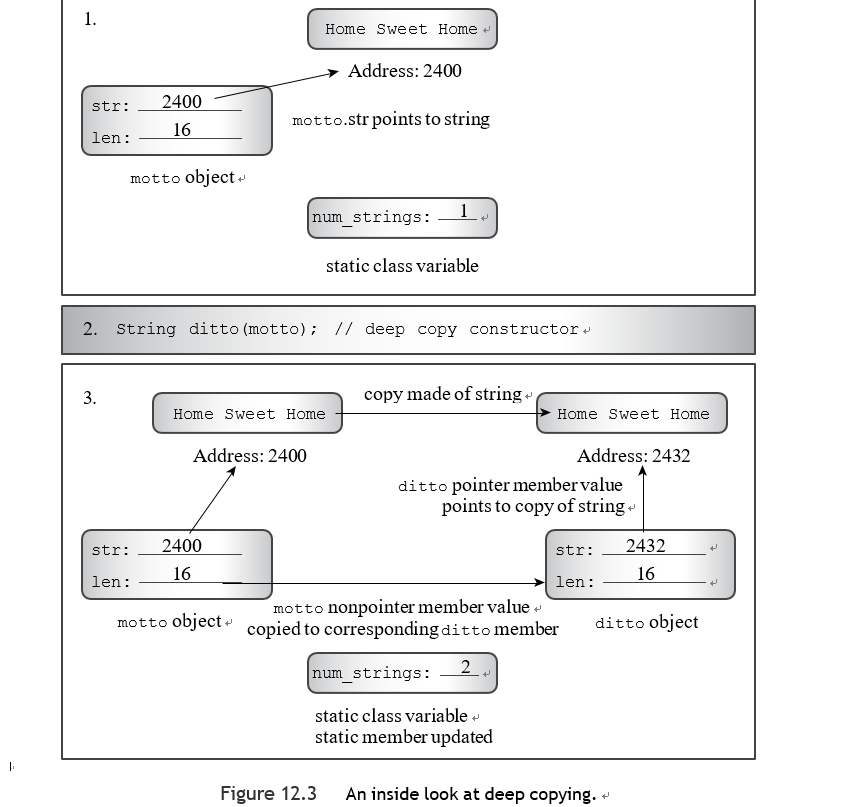 1.
Home Sweet Home
Address: 2400
str: 2400
len: 16
motto.str points to string
motto object
num_strings: 1
static class variable
2. String ditto(motto); // deep copy constructor
3.
copy made of string
Home Sweet Home
Home Sweet Home
Address: 2400
Address: 2432
ditto pointer member value
points to copy of string
str: 2400
len: 16
str: 2432
len: 16
motto nonpointer member value
copied to corresponding ditto member
motto object
ditto object
num_strings: 2
static class variable
static member updated
Figure 12.3 An inside look at deep copying.